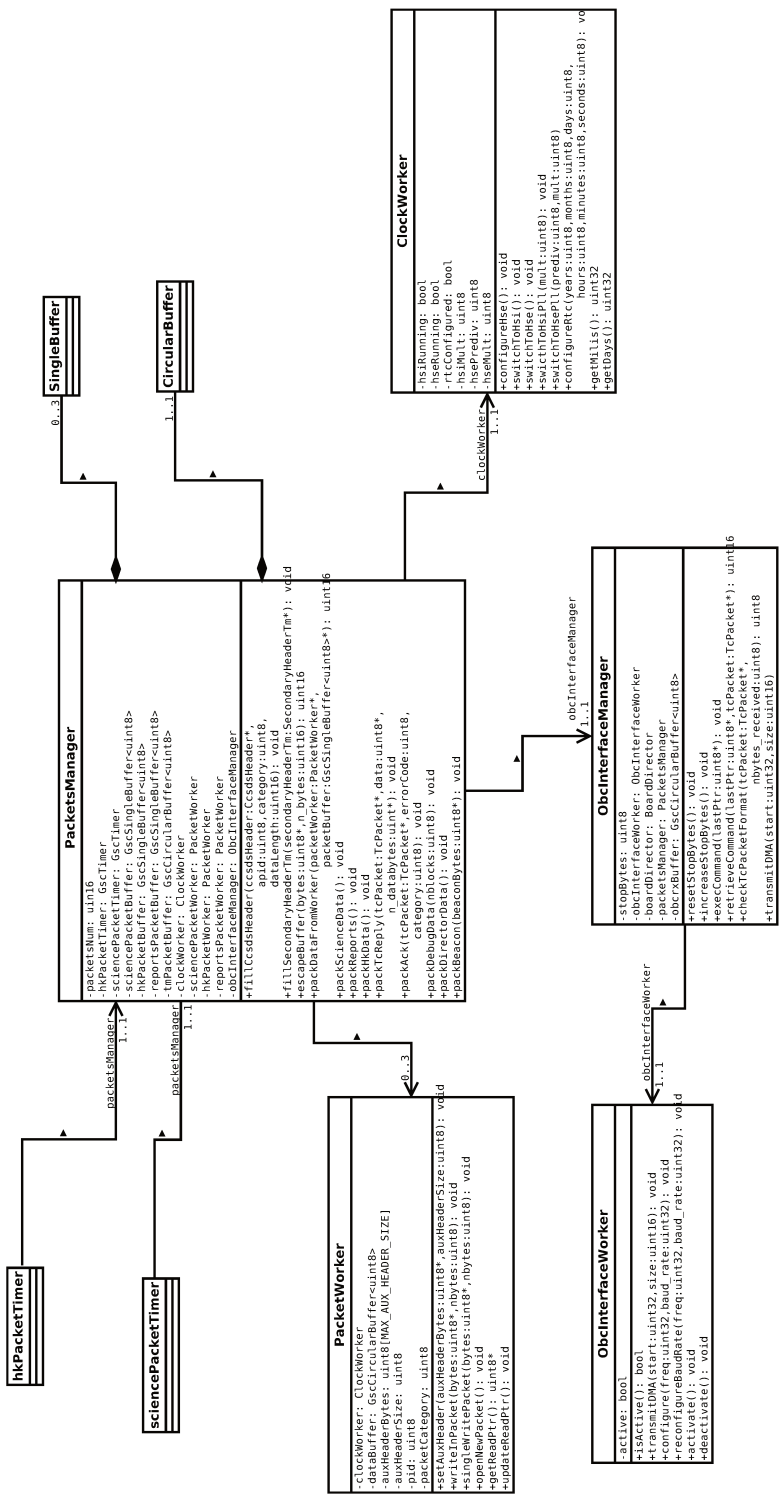 hkPacketTimer
sciencePacketTimer
packetsManager
1..1
packetsManager
1..1
SingleBuffer
0..3
CircularBuffer
1..1
PacketsManager
-packetsNum: uin16
-hkPacketTimer: GscTimer
-sciencePacketTimer: GscTimer
-sciencePacketBuffer: GscSingleBuffer<uint8>
-hkPacketBuffer: GscSingleBuffer<uint8>
-reportsPacketBuffer: GscSingleBuffer<uint8>
-tmPacketBuffer: GscCircularBuffer<uint8>
-clockWorker: ClockWorker
-sciencePacketWorker: PacketWorker
-hkPacketWorker: PacketWorker
-reportsPacketWorker: PacketWorker
-obcInterfaceManager: ObcInterfaceManager
+fillCcsdsHeader(ccsdsHeader:CcsdsHeader*,
apid:uint8,category:uint8,
dataLength:uint16): void
+fillSecondaryHeaderTm(secondaryHeaderTm:SecondaryHeaderTm*): void
+escapeBuffer(bytes:uint8*,n_bytes:uint16): uint16
+packDataFromWorker(packetWorker:PacketWorker*,
packetBuffer:GscSingleBuffer<uint8>*): uint16
+packScienceData(): void
+packReports(): void
+packHkData(): void
+packTcReply(tcPacket:TcPacket*,data:uint8*,
n_databytes:uint*): void
+packAck(tcPacket:TcPacket*,errorCode:uint8,
category:uint8): void
+packDebugData(nblocks:uint8): void
+packDirectorData(): void
+packBeacon(beaconBytes:uint8*): void
clockWorker
1..1
ClockWorker
-hsiRunning: bool
-hseRunning: bool
-rtcConfigured: bool
-hsiMult: uint8
-hsePrediv: uint8
-hseMult: uint8
+configureHse(): void
+switchToHsi(): void
+switchToHse(): void
+swicthToHsiPll(mult:uint8): void
+switchToHsePll(prediv:uint8,mult:uint8)
+configureRtc(years:uint8,months:uint8,days:uint8,
hours:uint8,minutes:uint8,seconds:uint8): vo
+getMilis(): uint32
+getDays(): uint32
0..3
PacketWorker
-clockWorker: ClockWorker
-dataBuffer: GscCircularBuffer<uint8>
-auxHeaderBytes: uint8[MAX_AUX_HEADER_SIZE]
-auxHeaderSize: uint8
-pid: uint8
-packetCategory: uint8
+setAuxHeader(auxHeaderBytes:uint8*,auxHeaderSize:uint8): void
+writeInPacket(bytes:uint8*,nbytes:uint8): void
+singleWritePacket(bytes:uint8*,nbytes:uint8): void
+openNewPacket(): void
+getReadPtr(): uint8*
+updateReadPtr(): void
obcInterfaceManager
1..1
ObcInterfaceManager
-stopBytes: uint8
-obcInterfaceWorker: ObcInterfaceWorker
-boardDirector: BoardDirector
-packetsManager: PacketsManager
-obcrxBuffer: GscCircularBuffer<uint8>
+resetStopBytes(): void
+increaseStopBytes(): void
+execCommand(lastPtr:uint8*): void
+retrieveCommand(lastPtr:uint8*,tcPacket:TcPacket*): uint16
+checkTcPacketFormat(tcPacket:TcPacket*,
nbytes_received:uint8): uint8
+transmitDMA(start:uint32,size:uint16)
obcInterfaceWorker
1..1
ObcInterfaceWorker
-active: bool
+isActive(): bool
+transmitDMA(start:uint32,size:uint16): void
+configure(freq:uint32,baud_rate:uint32): void
+reconfigureBaudRate(freq:uint32,baud_rate:uint32): void
+activate(): void
+deactivate(): void